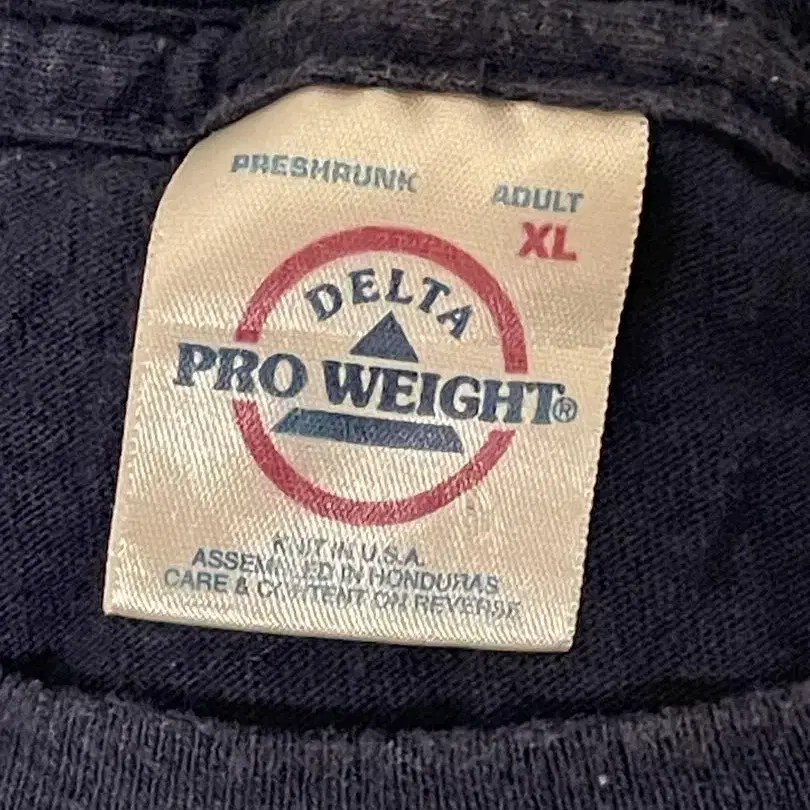 PRESHRUNK
ADULT
XL
DELTA
PRO WEIGHT®
KNIT IN U.S.A.
ASSEMBLED IN HONDURAS
CARE & CONTENT ON REVERSE